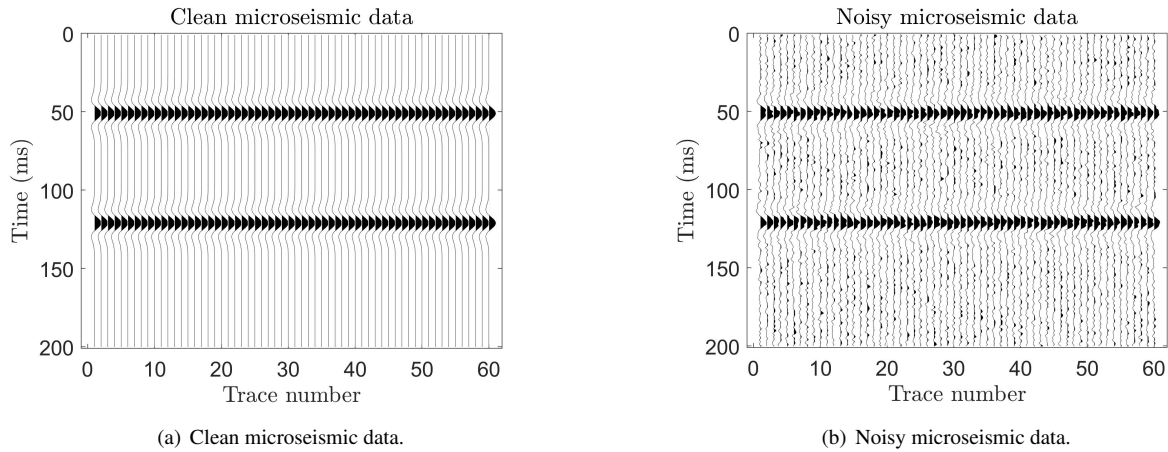 Clean microseismic data
0
50
100
150
200
Time (ms)
0 10 20 30 40 50 60
Trace number
(a) Clean microseismic data.
Noisy microseismic data
0
50
100
150
200
Time (ms)
0 10 20 30 40 50 60
Trace number
(b) Noisy microseismic data.